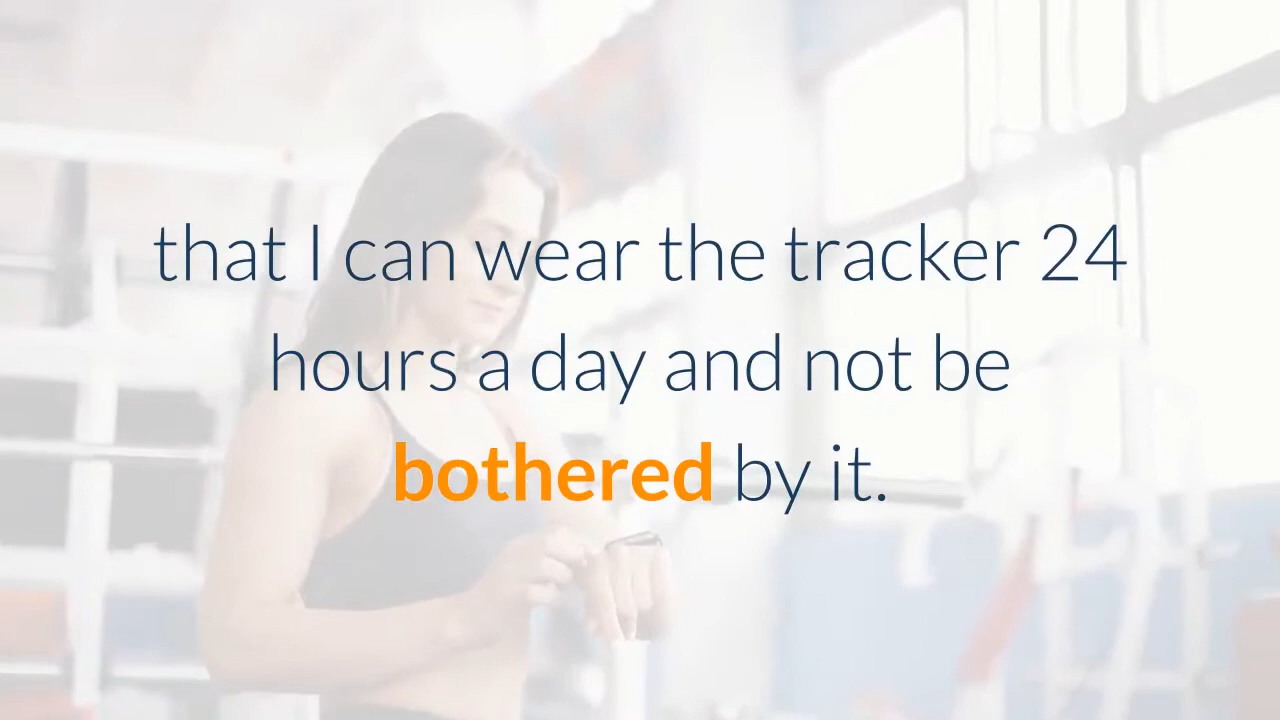 that I can wear the tracker 24
hours a day and not be
bothered by it.